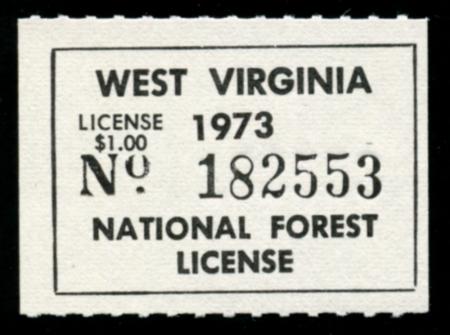 WEST VIRGINIA
LICENSE 1973
$1.00
Nº. 182553
NATIONAL FOREST
LICENSE